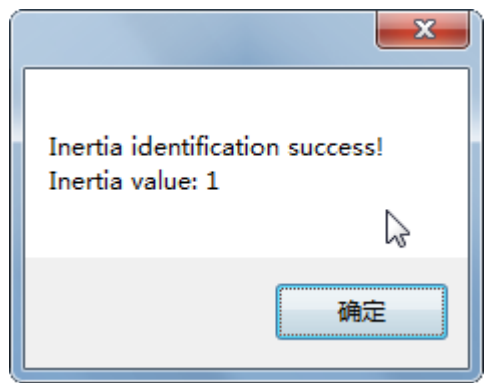 Inertia identification success!
Inertia value: 1
确定